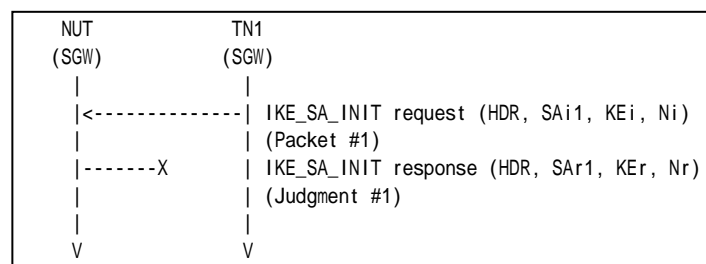 NUT TN1
(SGW) (SGW)
| |
|<--------------| IKE_SA_INIT request (HDR, SAi1, KEi, Ni)
| | (Packet #1)
|-------X | IKE_SA_INIT response (HDR, SAr1, KEr, Nr)
| | (Judgment #1)
| |
V V